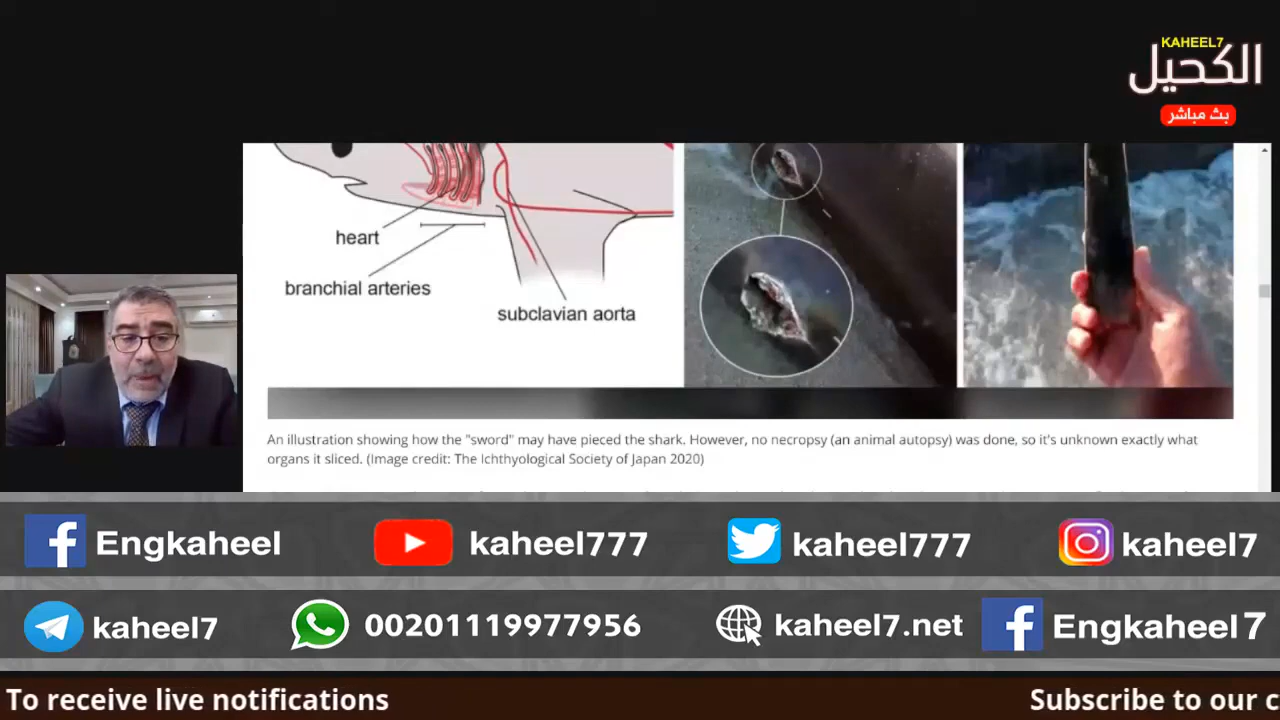 KAHEEL7
الكحيل
بث مباشر
heart
branchial arteries
subclavian aorta
An illustration showing how the "sword" may have pieced the shark. However, no necropsy (an animal autopsy) was done, so it's unknown exactly what
organs it sliced. (Image credit: The Ichthyological Society of Japan 2020)
Engkaheel
kaheel777
kaheel777
kaheel7
kaheel7
00201119977956
kaheel7.net
Engkaheel7
To receive live notifications
Subscribe to our c